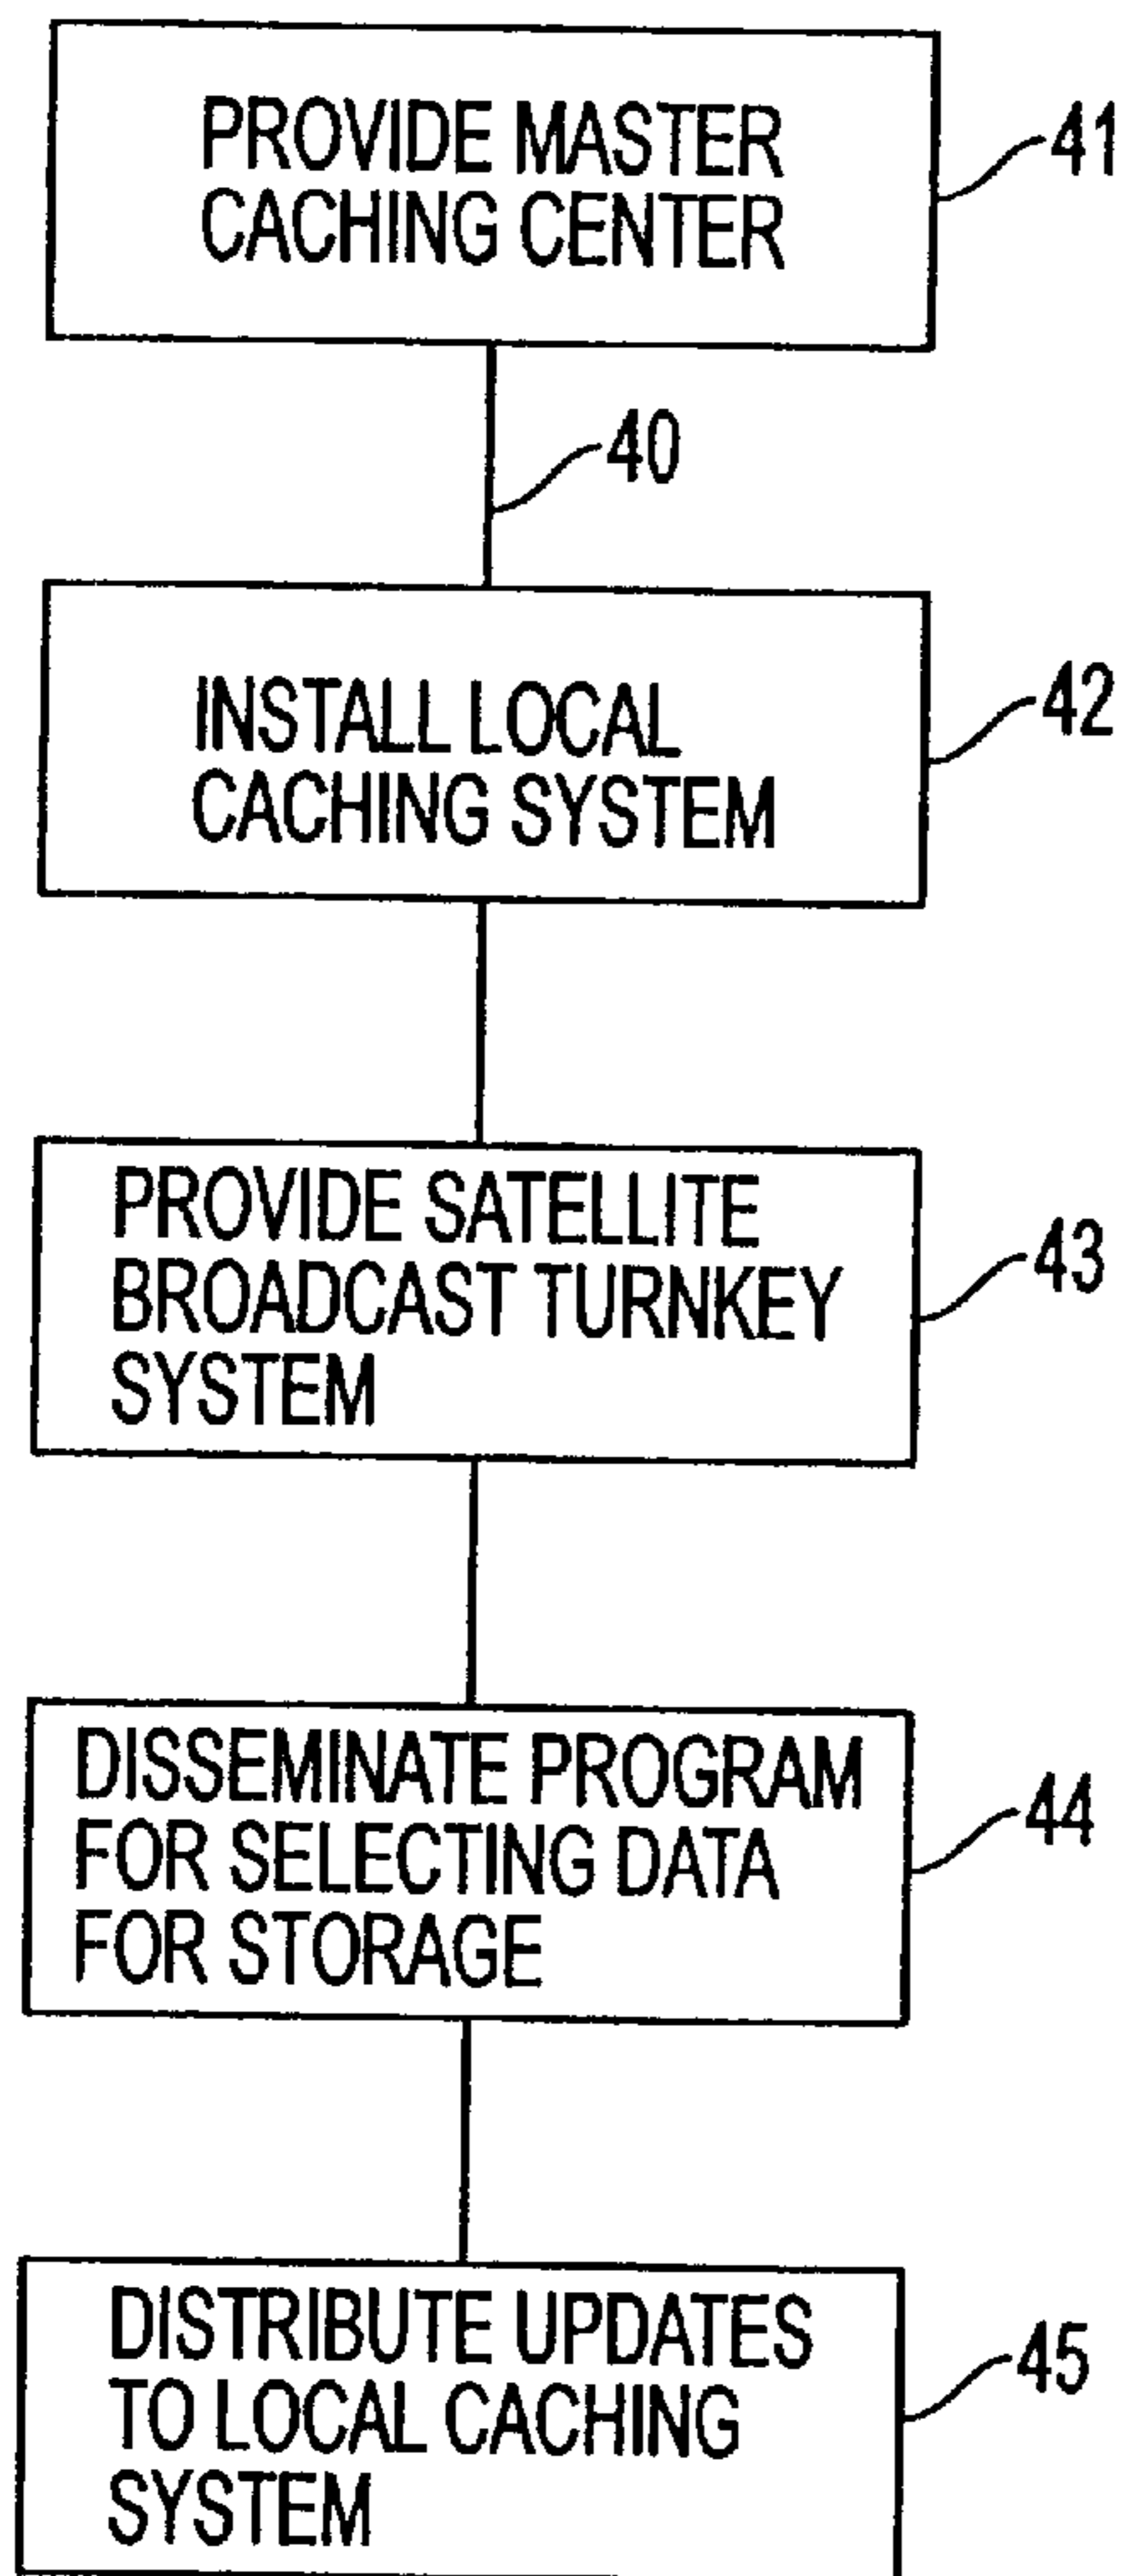 PROVIDE MASTER
CACHING CENTER
41
40
INSTALL LOCAL
CACHING SYSTEM
42
PROVIDE SATELLITE
BROADCAST TURNKEY
SYSTEM
43
DISSEMINATE PROGRAM
FOR SELECTING DATA
FOR STORAGE
44
DISTRIBUTE UPDATES
TO LOCAL CACHING
SYSTEM
45